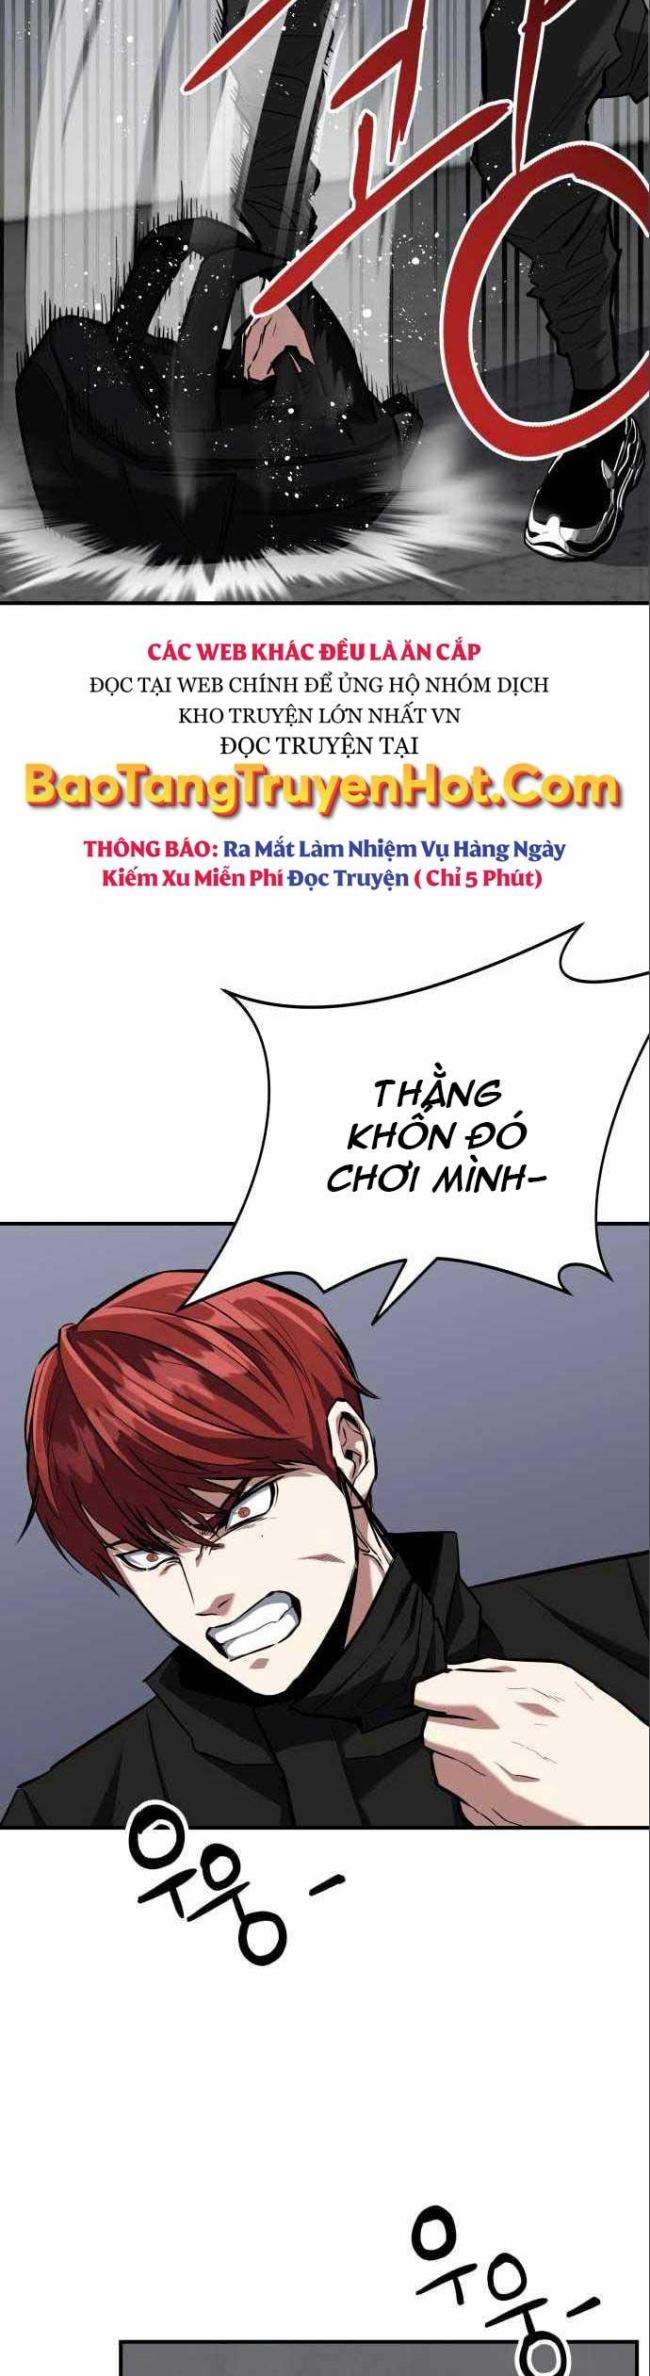 쾅
CÁC WEB KHÁC ĐỀU LÀ ĂN CẮP
ĐỌC TẠI WEB CHÍNH ĐỂ ỦNG HỘ NHÓM DỊCH
KHO TRUYỆN LỚN NHẤT VN
ĐỌC TRUYỆN TẠI
BaoTangTruyenHot.Com
THÔNG BÁO: Ra Mắt Làm Nhiệm Vụ Hàng Ngày
Kiếm Xu Miễn Phí Đọc Truyện ( Chỉ 5 Phút)
THẰNG
KHỐN ĐÓ
CHƠI MÌNH-
우웅-
우웅